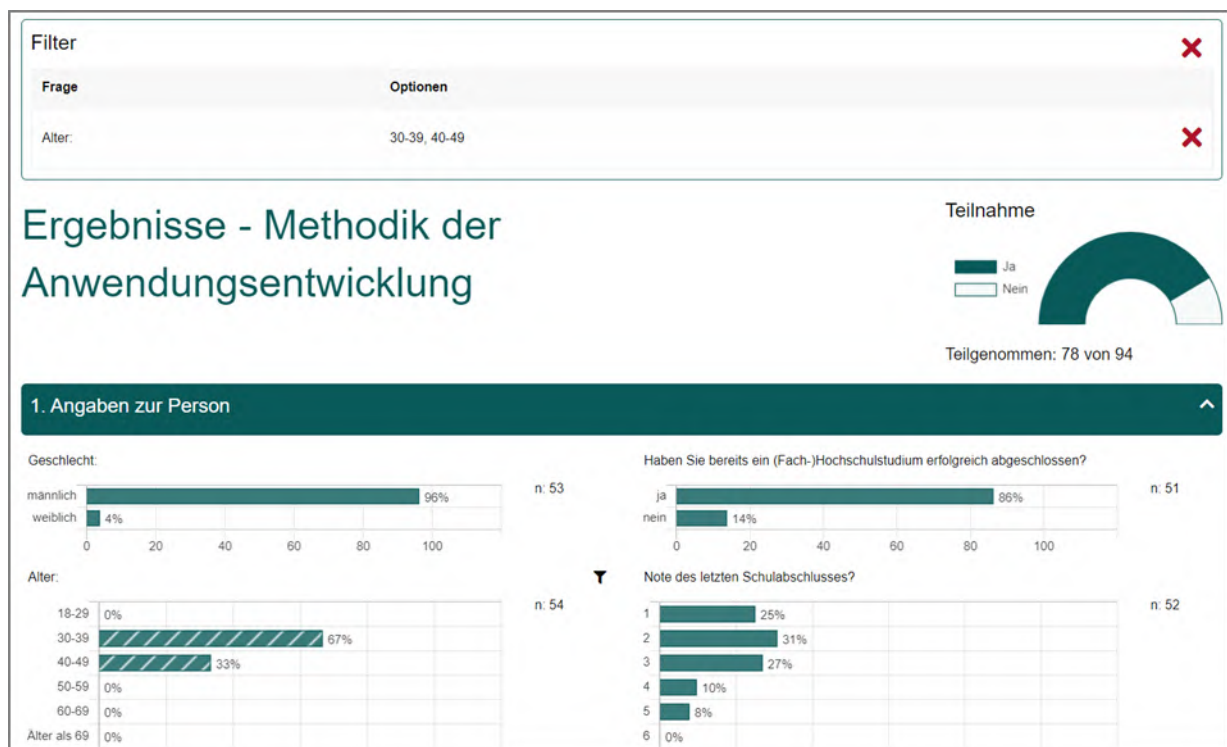 Filter
Frage Optionen
Alter: 30-39, 40-49
Ergebnisse - Methodik der
Anwendungsentwicklung
Teilnahme
Ja
Nein
Teilgenommen: 78 von 94
1. Angaben zur Person
Geschlecht:
n: 53
männlich 96%
weiblich 4%
0 20 40 60 80 100
Haben Sie bereits ein (Fach-)Hochschulstudium erfolgreich abgeschlossen?
n: 51
ja 86%
nein 14%
0 20 40 60 80 100
Alter:
n: 54
18-29 0%
30-39 67%
40-49 33%
50-59 0%
60-69 0%
Älter als 69 0%
Note des letzten Schulabschlusses?
n: 52
1 25%
2 31%
3 27%
4 10%
5 8%
6 0%